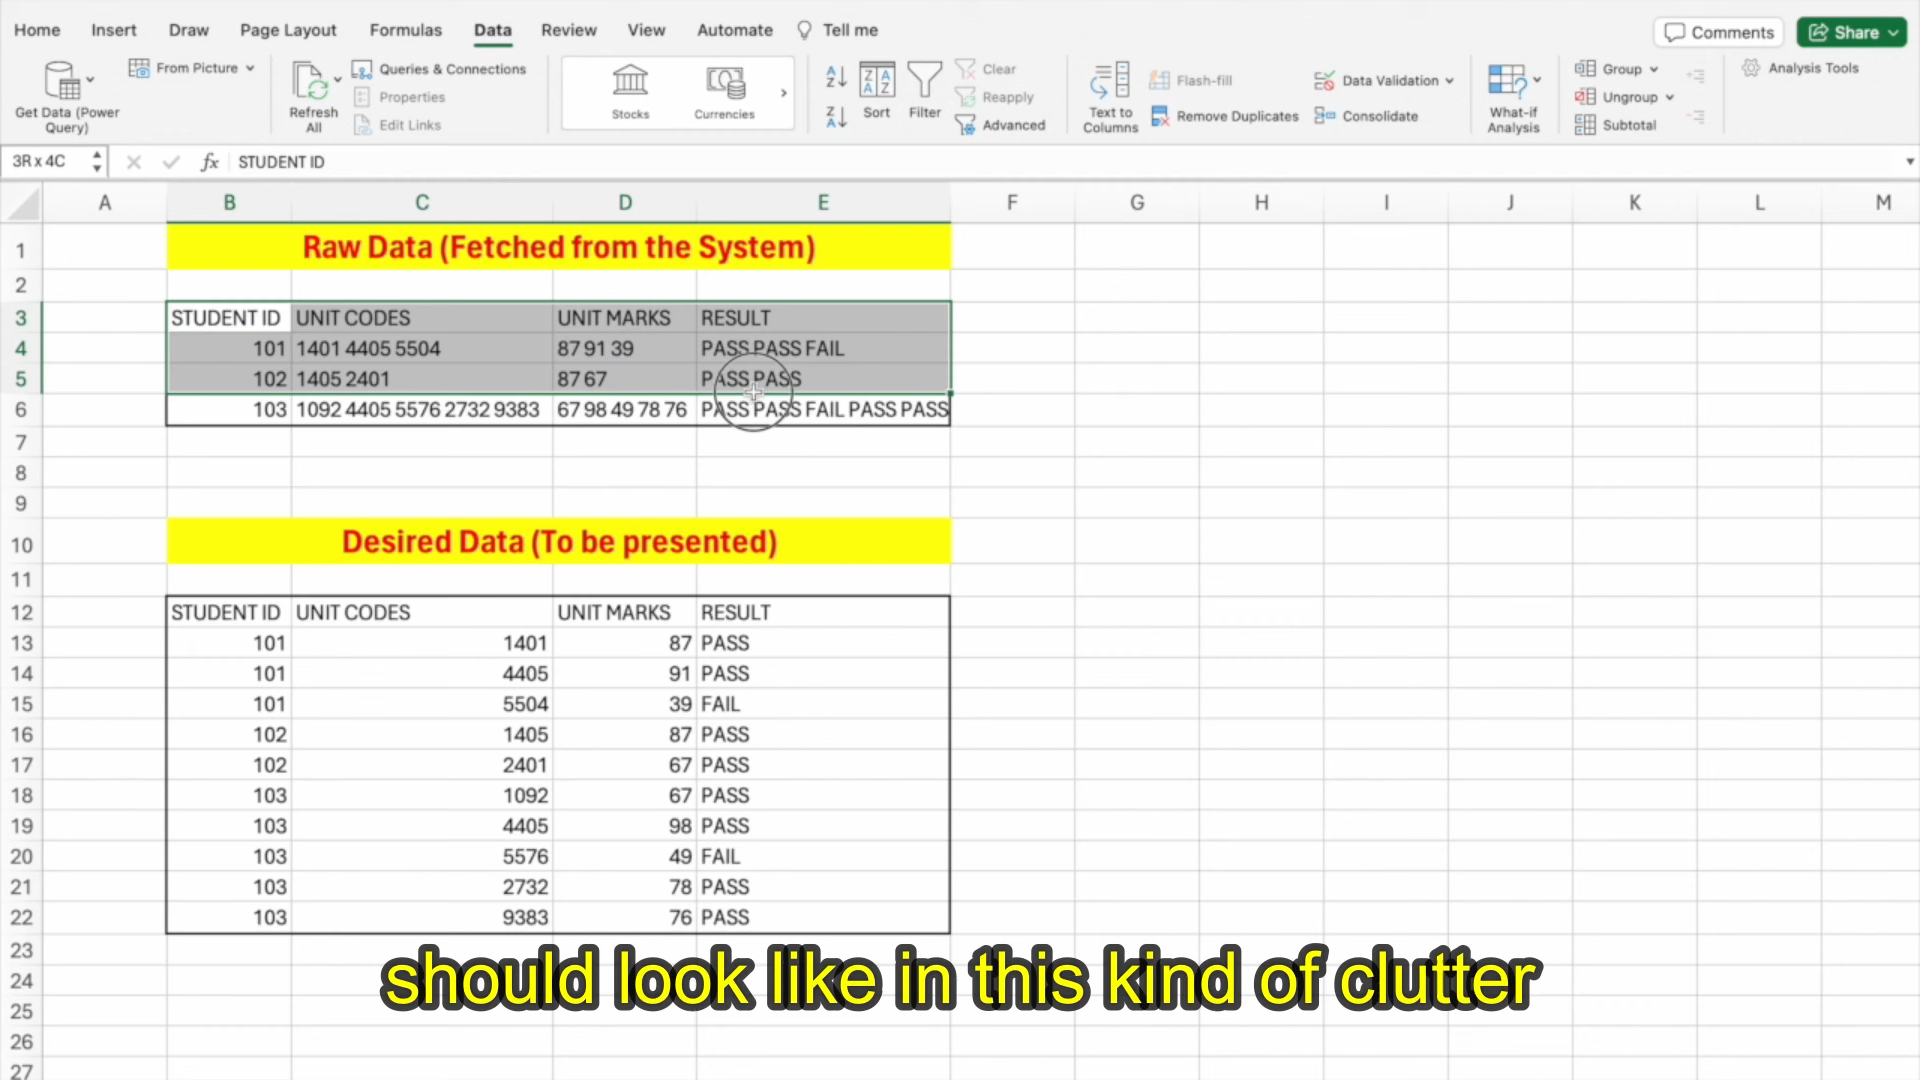 Home Insert Draw Page Layout Formulas Data Review View Automate Tell me Comments Share
Get Data (Power Query)
From Picture
Refresh All
Queries & Connections
Properties
Edit Links
Stocks
Currencies
Sort
Filter
Clear
Reapply
Advanced
Text to Columns
Flash-fill
Remove Duplicates
Data Validation
Consolidate
What-if Analysis
Group
Ungroup
Subtotal
Analysis Tools
3R x 4C fx STUDENT ID
A B C D E F G H I J K L M
1 Raw Data (Fetched from the System)
2
3 STUDENT ID UNIT CODES UNIT MARKS RESULT
4 101 1401 4405 5504 87 91 39 PASS PASS FAIL
5 102 1405 2401 87 67 PASS PASS
6 103 1092 4405 5576 2732 9383 67 98 49 78 76 PASS PASS FAIL PASS PASS
7
8
9
10 Desired Data (To be presented)
11
12 STUDENT ID UNIT CODES UNIT MARKS RESULT
13 101 1401 87 PASS
14 101 4405 91 PASS
15 101 5504 39 FAIL
16 102 1405 87 PASS
17 102 2401 67 PASS
18 103 1092 67 PASS
19 103 4405 98 PASS
20 103 5576 49 FAIL
21 103 2732 78 PASS
22 103 9383 76 PASS
23
24
25
26
27
should look like in this kind of clutter